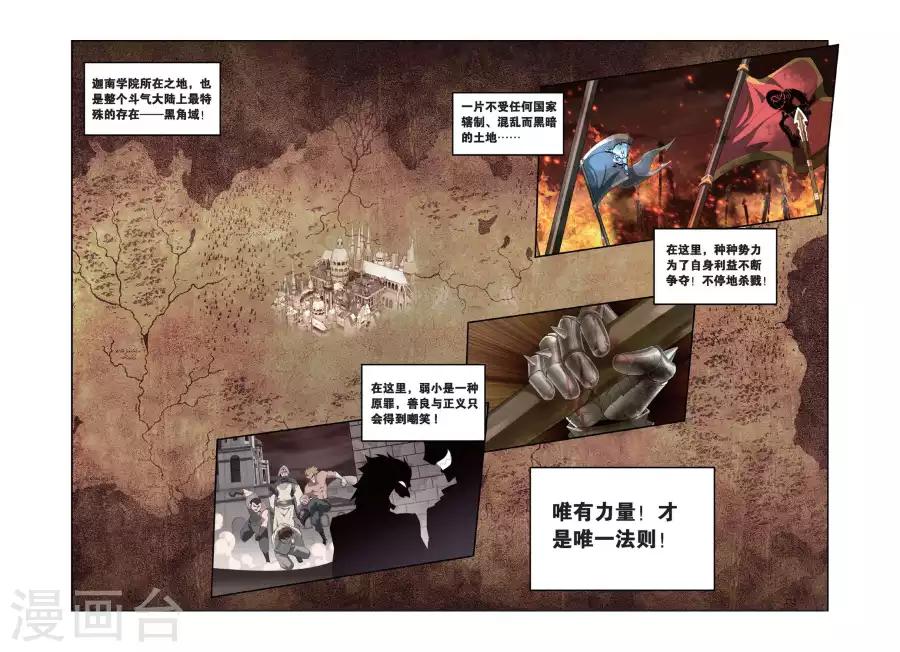 迦南学院所在之地，也
是整个斗气大陆上最特
殊的存在——黑角域！
一片不受任何国家
辖制、混乱而黑暗
的土地……
在这里，种种势力
为了自身利益不断
争夺！不停地杀戮！
在这里，弱小是一种
原罪，善良与正义只
会得到嘲笑！
唯有力量！才
是唯一法则！
漫画台